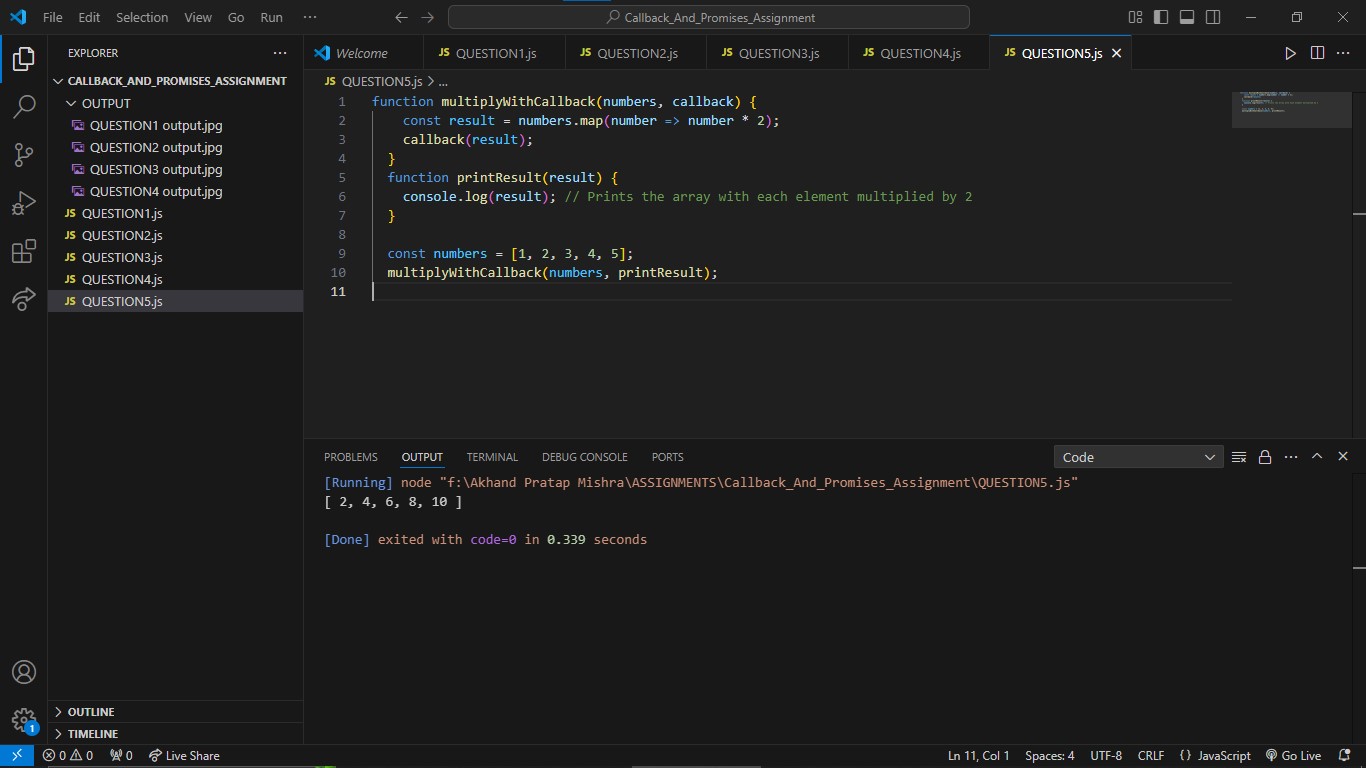 File Edit Selection View Go Run ··· Callback_And_Promises_Assignment
EXPLORER ···
CALLBACK_AND_PROMISES_ASSIGNMENT
OUTPUT
QUESTION1 output.jpg
QUESTION2 output.jpg
QUESTION3 output.jpg
QUESTION4 output.jpg
JS QUESTION1.js
JS QUESTION2.js
JS QUESTION3.js
JS QUESTION4.js
JS QUESTION5.js
OUTLINE
TIMELINE
Welcome JS QUESTION1.js JS QUESTION2.js JS QUESTION3.js JS QUESTION4.js JS QUESTION5.js
JS QUESTION5.js > ...
1 function multiplyWithCallback(numbers, callback) {
2     const result = numbers.map(number => number * 2);
3     callback(result);
4   }
5   function printResult(result) {
6     console.log(result); // Prints the array with each element multiplied by 2
7   }
8
9   const numbers = [1, 2, 3, 4, 5];
10   multiplyWithCallback(numbers, printResult);
11
PROBLEMS OUTPUT TERMINAL DEBUG CONSOLE PORTS Code
[Running] node "f:\Akhand Pratap Mishra\ASSIGNMENTS\Callback_And_Promises_Assignment\QUESTION5.js"
[ 2, 4, 6, 8, 10 ]
[Done] exited with code=0 in 0.339 seconds
1
0 0 0 Live Share Ln 11, Col 1 Spaces: 4 UTF-8 CRLF {} JavaScript Go Live